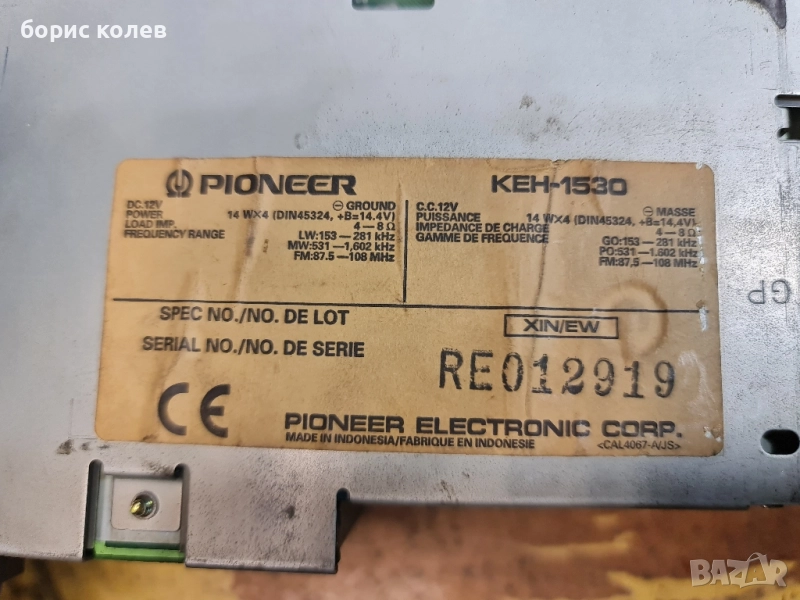 борис колев
PIONEER
KEH-1530
DC.12V ⊖ GROUND
POWER 14 W×4 (DIN45324, +B=14.4V)
LOAD IMP. 4—8 Ω
FREQUENCY RANGE LW:153—281 kHz
MW:531—1,602 kHz
FM:87.5—108 MHz
C.C.12V ⊖ MASSE
PUISSANCE 14 W×4 (DIN45324, +B=14.4V)
IMPEDANCE DE CHARGE 4—8 Ω
GAMME DE FREQUENCE GO:153—281 kHz
PO:531—1,602 kHz
FM:87,5—108 MHz
SPEC NO./NO. DE LOT XIN/EW
SERIAL NO./NO. DE SERIE RE012919
CE
PIONEER ELECTRONIC CORP.
MADE IN INDONESIA/FABRIQUE EN INDONESIE <CAL4067-A/JS>
GP
BAZAR